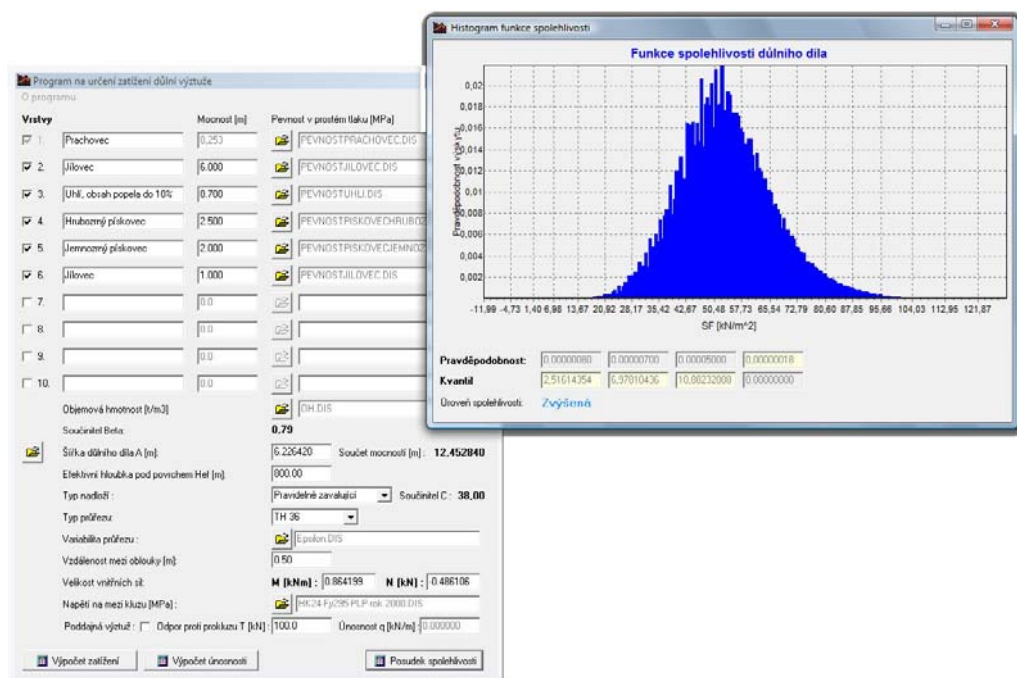 Histogram funkce spolehlivosti
Funkce spolehlivosti důlního díla
0,02
0,018
0,016
0,014
0,012
0,01
0,008
0,006
0,004
0,002
-11,99 -4,73 1,40 6,98 13,67 20,92 28,17 35,42 42,67 50,48 57,73 65,54 72,79 80,60 87,85 95,66 104,03 112,95 121,87
SF [kN/m^2]
Pravděpodobnost: 0.00000080 0.00000700 0.00005000 0.00000018
Kvantil 2,51614354 6,97810436 10,88232808 0.00000000
Úroveň spolehlivosti: Zvýšená
Program na určení zatížení důlní výztuže
O programu.
Vrstvy Mocnost [m] Pevnost v prostém tlaku [MPa]
1. Prachovec 0,253 PEVNOSTPRACHOVEC.DIS
2. Jílovec 6.000 PEVNOSTJILOVEC.DIS
3. Uhlí, obsah popela do 10% 0.700 PEVNOSTUHLI.DIS
4. Hrubozrný pískovec 2.500 PEVNOSTPISKOVECHRUBOZ
5. Jemnozrný pískovec 2.000 PEVNOSTPISKOVECJEMNOZ
6. Jílovec 1.000 PEVNOSTJILOVEC.DIS
7. 0.0
8. 0.0
9. 0.0
10. 0.0
Objemová hmotnost [t/m3] OH.DIS
Součinitel Beta: 0,79
Šířka důlního díla A [m]: 6.226420 Součet mocností [m] : 12,452840
Efektivní hloubka pod povrchem Hef [m]: 800.00
Typ nadloží : Pravidelně zavalující Součinitel C : 38,00
Typ průřezu: TH 36
Variabilita průřezu : Epsilon.DIS
Vzdálenost mezi oblouky [m]: 0.50
Velikost vnitřních sil: M [kNm] : 0.864199 N [kN] : -0.486106
Napětí na mezi kluzu [MPa] : HK24-Fy295 PLP rok 2000.DIS
Poddajná výztuž : Odpor proti prokluzu T [kN] : 100.0 Únosnost q [kN/m] : 0.000000
Výpočet zatížení Výpočet únosnosti Posudek spolehlivosti